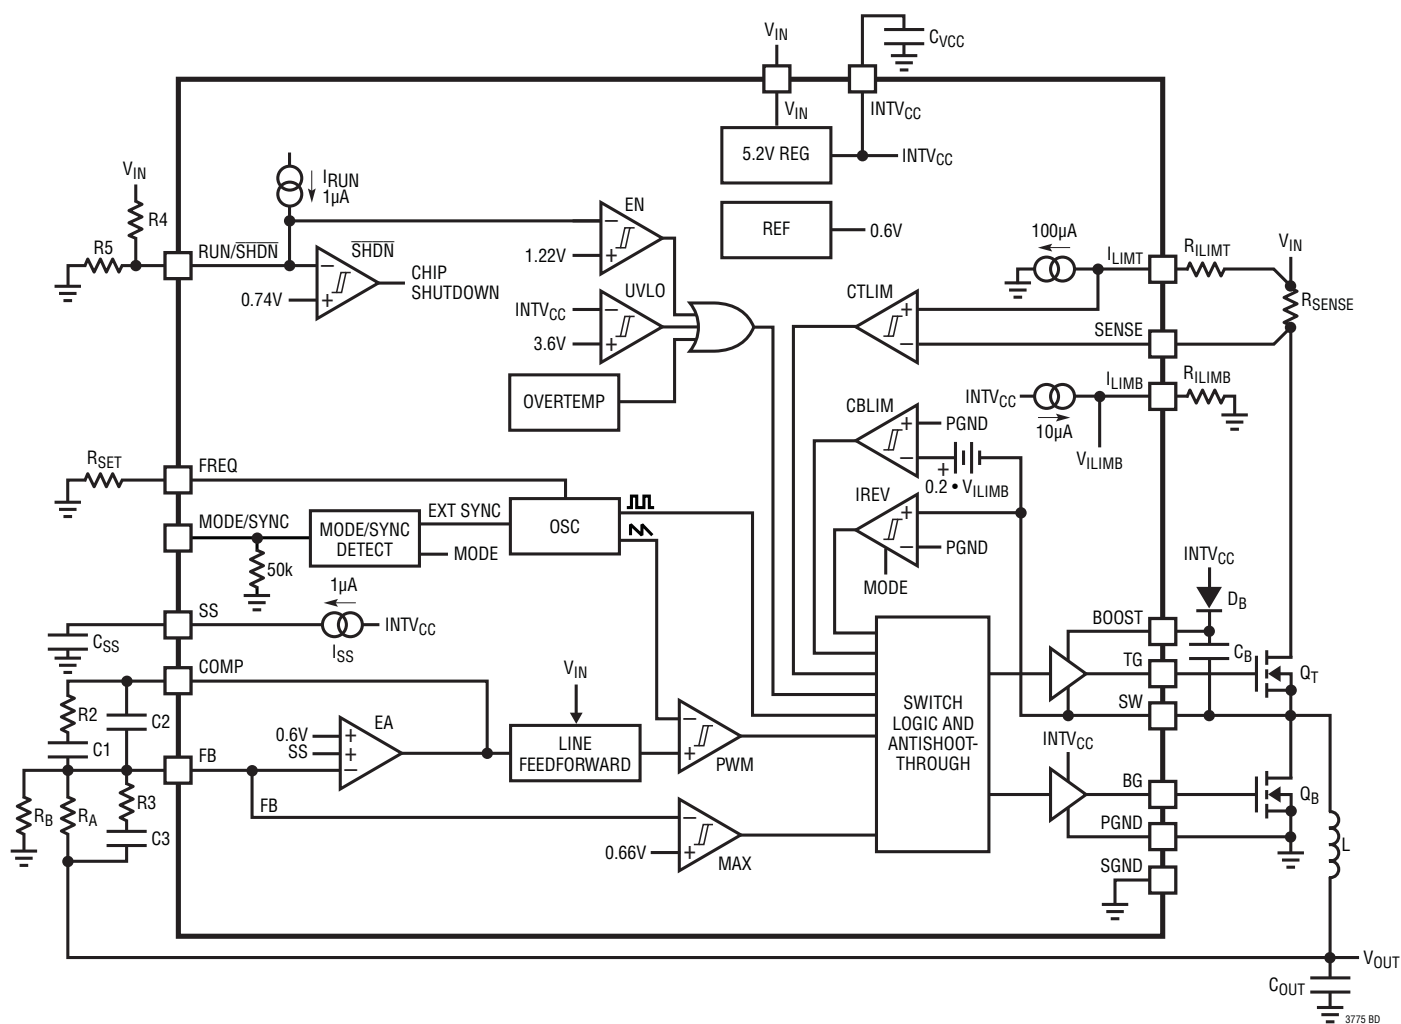 VIN
CVCC
VIN
INTVCC
5.2V REG
INTVCC
REF
0.6V
VIN
R4
R5
RUN/SHDN
IRUN
1µA
SHDN
0.74V
CHIP
SHUTDOWN
EN
1.22V
UVLO
INTVCC
3.6V
OVERTEMP
100µA
ILIMT
RILIMT
VIN
RSENSE
CTLIM
SENSE
ILIMB
RILIMB
INTVCC
10µA
VILIMB
CBLIM
PGND
0.2 • VILIMB
IREV
PGND
MODE
RSET
FREQ
MODE/SYNC
MODE/SYNC
DETECT
EXT SYNC
MODE
OSC
50k
SS
1µA
INTVCC
ISS
CSS
COMP
R2
C2
C1
VIN
EA
0.6V
SS
LINE
FEEDFORWARD
PWM
FB
RB
RA
R3
C3
FB
0.66V
MAX
SWITCH
LOGIC AND
ANTISHOOT-
THROUGH
INTVCC
DB
BOOST
CB
TG
QT
SW
INTVCC
BG
QB
PGND
SGND
L
VOUT
COUT
3775 BD